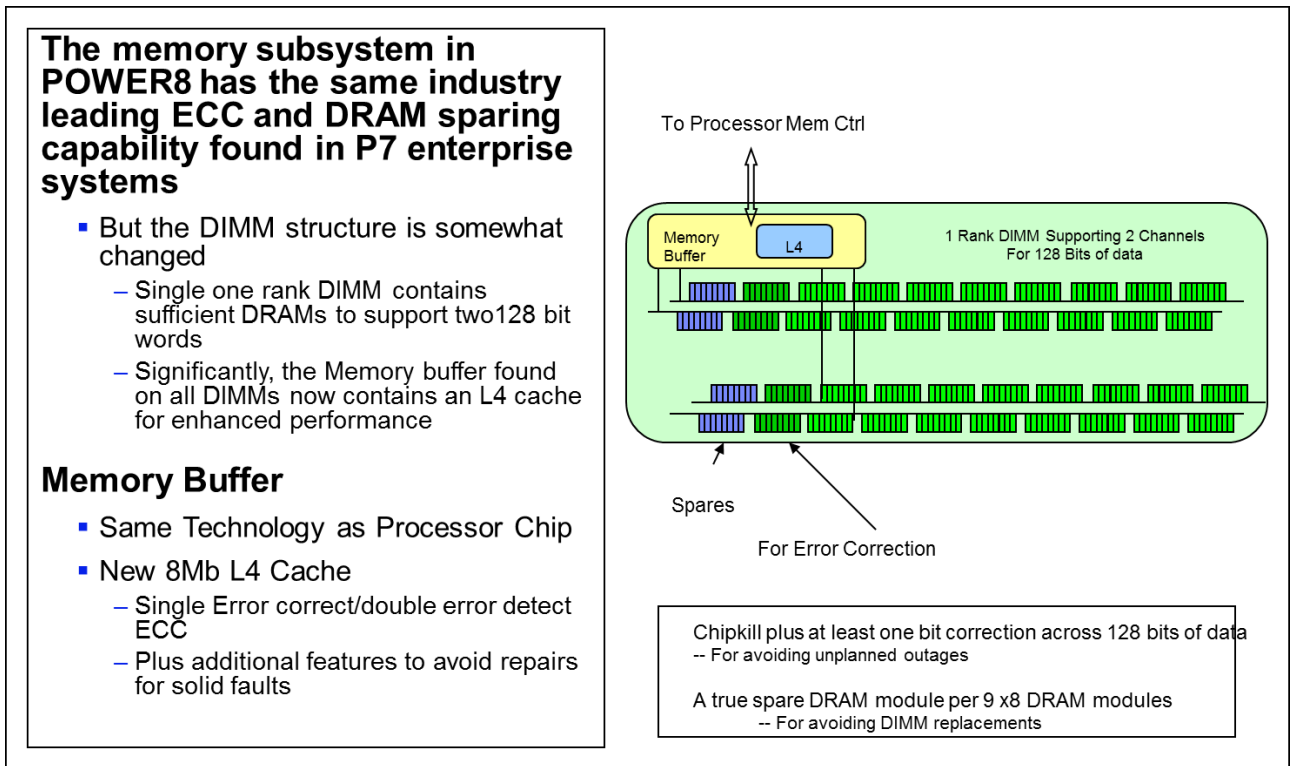 The memory subsystem in
POWER8 has the same industry
leading ECC and DRAM sparing
capability found in P7 enterprise
systems
▪ But the DIMM structure is somewhat
changed
– Single one rank DIMM contains
sufficient DRAMs to support two128 bit
words
– Significantly, the Memory buffer found
on all DIMMs now contains an L4 cache
for enhanced performance
Memory Buffer
▪ Same Technology as Processor Chip
▪ New 8Mb L4 Cache
– Single Error correct/double error detect
ECC
– Plus additional features to avoid repairs
for solid faults
To Processor Mem Ctrl
Memory
Buffer
L4
1 Rank DIMM Supporting 2 Channels
For 128 Bits of data
Spares
For Error Correction
Chipkill plus at least one bit correction across 128 bits of data
-- For avoiding unplanned outages
A true spare DRAM module per 9 x8 DRAM modules
-- For avoiding DIMM replacements